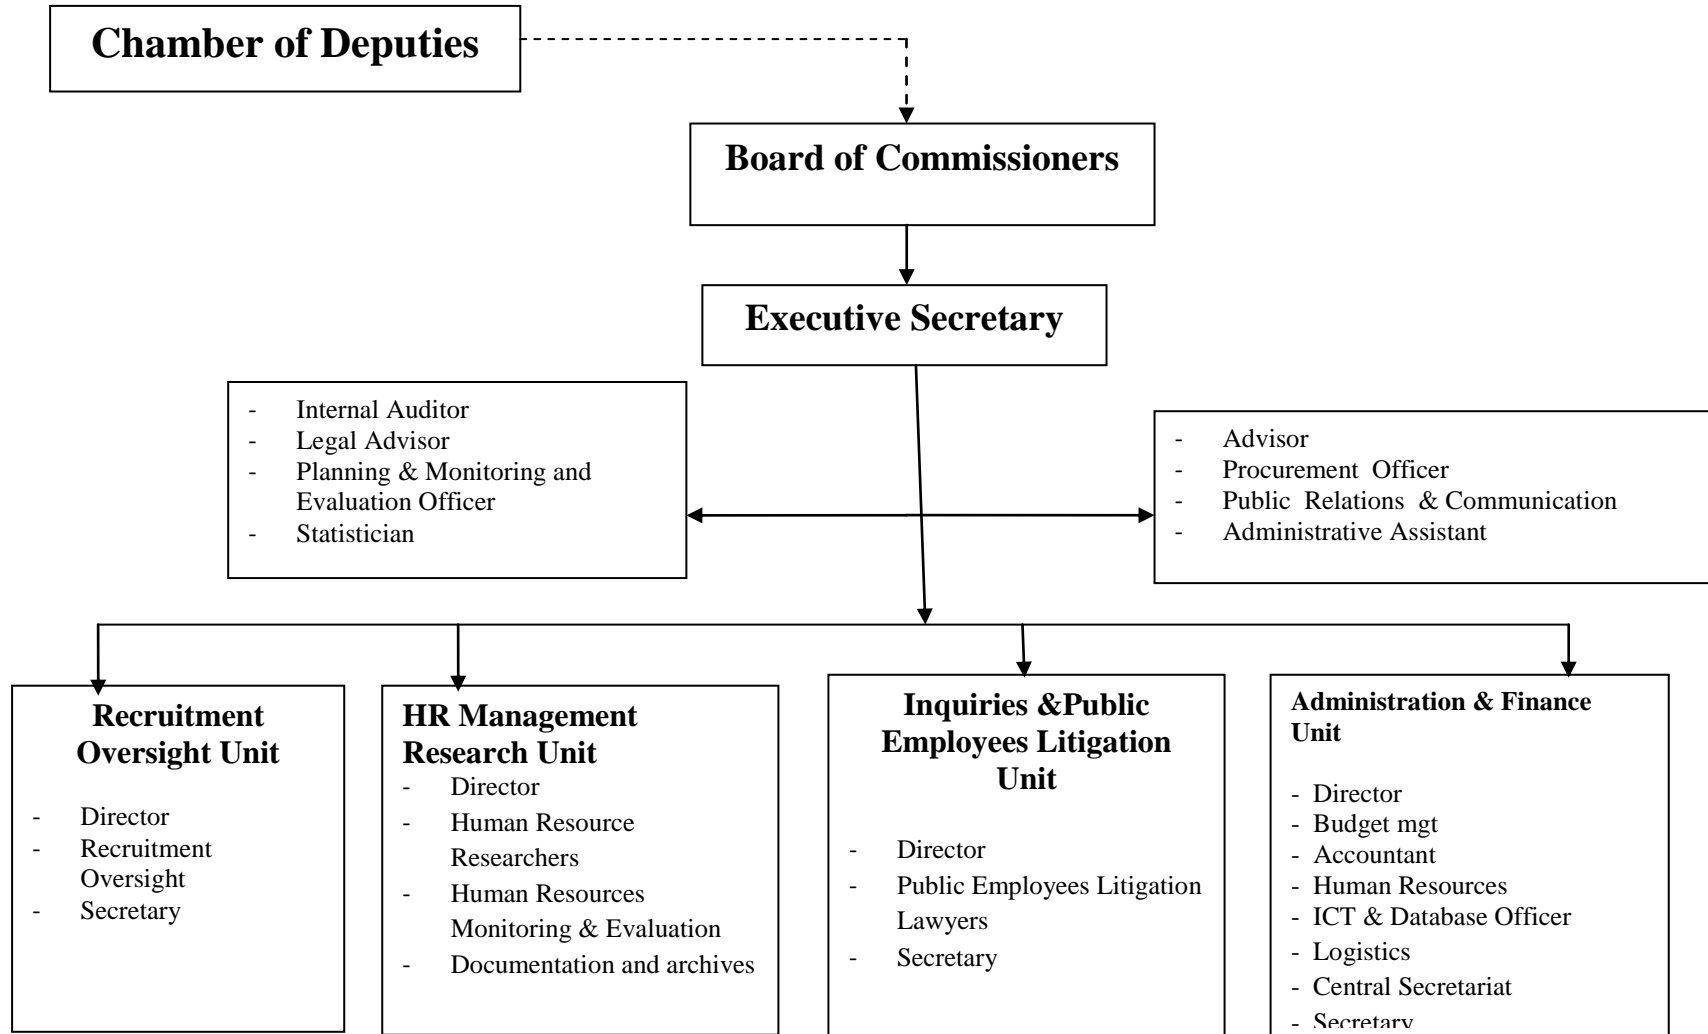 Chamber of Deputies
Board of Commissioners
Executive Secretary
- Internal Auditor
- Legal Advisor
- Planning & Monitoring and
Evaluation Officer
- Statistician
- Advisor
- Procurement Officer
- Public Relations & Communication
- Administrative Assistant
Recruitment
Oversight Unit
- Director
- Recruitment
Oversight
- Secretary
HR Management
Research Unit
- Director
- Human Resource
Researchers
- Human Resources
Monitoring & Evaluation
- Documentation and archives
Inquiries &Public
Employees Litigation
Unit
- Director
- Public Employees Litigation
Lawyers
- Secretary
Administration & Finance
Unit
- Director
- Budget mgt
- Accountant
- Human Resources
- ICT & Database Officer
- Logistics
- Central Secretariat
- Secretary